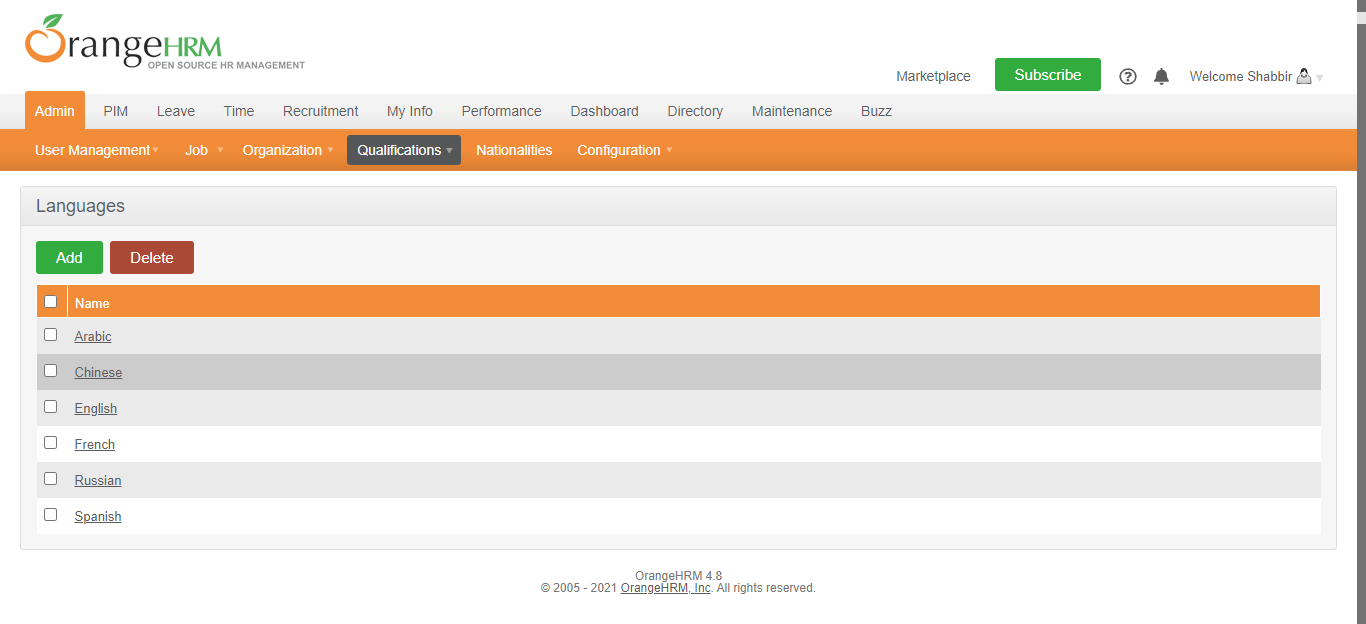 OrangeHRM
OPEN SOURCE HR MANAGEMENT
Marketplace Subscribe Welcome Shabbir
Admin PIM Leave Time Recruitment My Info Performance Dashboard Directory Maintenance Buzz
User Management Job Organization Qualifications Nationalities Configuration
Languages
Add Delete
Name
Arabic
Chinese
English
French
Russian
Spanish
OrangeHRM 4.8
© 2005 - 2021 OrangeHRM, Inc. All rights reserved.